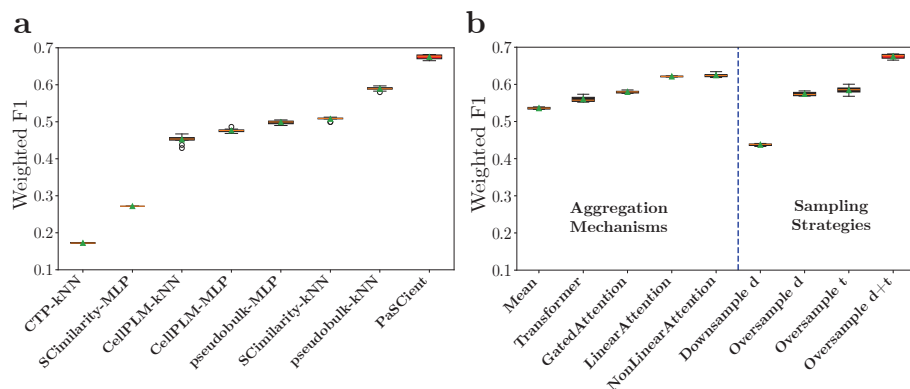 a
Weighted F1
0.7
0.6
0.5
0.4
0.3
0.2
0.1
CTP-kNN
SCimilarity-MLP
CellPLM-kNN
CellPLM-MLP
pseudobulk-MLP
SCimilarity-kNN
pseudobulk-kNN
PaSCient
b
Weighted F1
0.7
0.6
0.5
0.4
0.3
0.2
0.1
Aggregation
Mechanisms
Sampling
Strategies
Mean
Transformer
GatedAttention
LinearAttention
NonLinearAttention
Downsample d
Oversample d
Oversample t
Oversample d+t